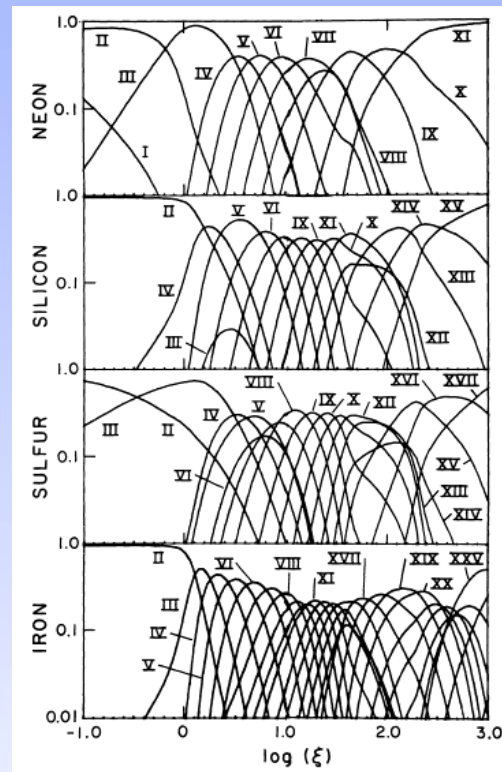 1.0
II V VI VIII XI
III IV X
0.1
NEON
I IX
VIII
1.0
II V VI IX XI X XIV XV
IV XIII
0.1
SILICON
III XII
1.0
VIII IX X XII XVI XVII
III II IV V
0.1
SULFUR
VI XV
XIII
XIV
1.0
II VI VIII XVII XIX XXV
XI XX
III
0.1
IRON
IV
V
0.01
-1.0 0 1.0 2.0 3.0
log (ξ)